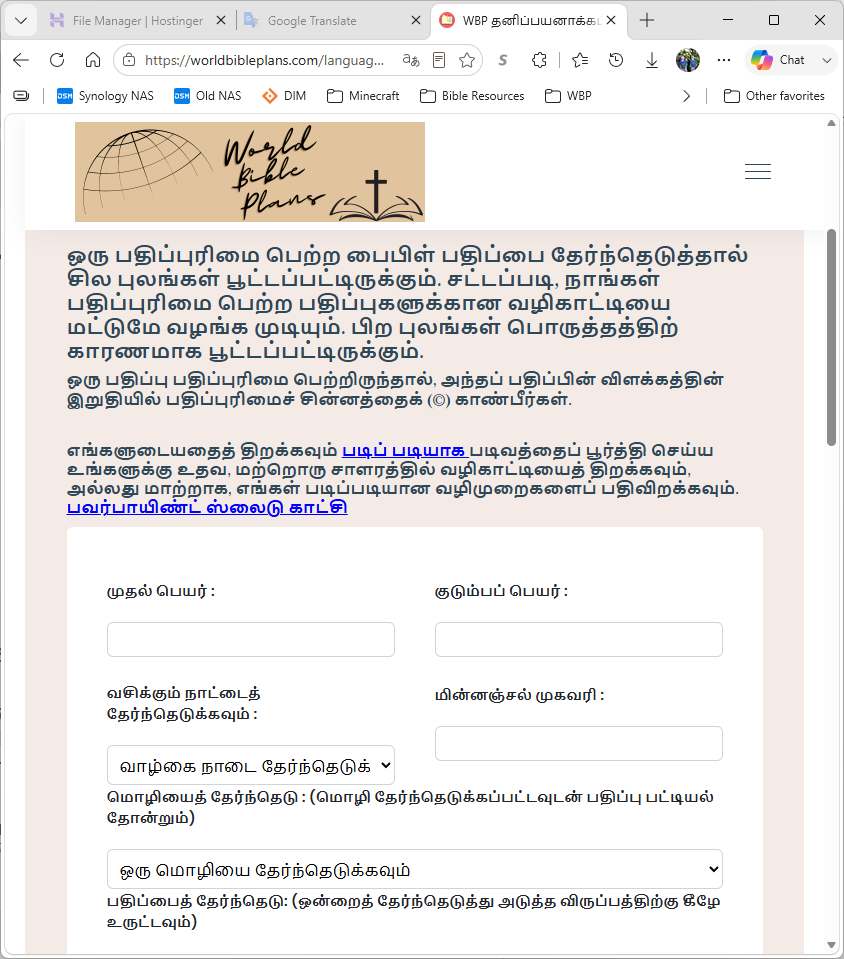 File Manager | Hostinger
Google Translate
WBP தனிப்பயனாக்க
https://worldbibleplans.com/languag...
Chat
Synology NAS
Old NAS
DIM
Minecraft
Bible Resources
WBP
Other favorites
World
Bible
Plans
ஒரு பதிப்புரிமை பெற்ற பைபிள் பதிப்பை தேர்ந்தெடுத்தால்
சில புலங்கள் பூட்டப்பட்டிருக்கும். சட்டப்படி, நாங்கள்
பதிப்புரிமை பெற்ற பதிப்புகளுக்கான வழிகாட்டியை
மட்டுமே வழங்க முடியும். பிற புலங்கள் பொருத்தத்திற்
காரணமாக பூட்டப்பட்டிருக்கும்.
ஒரு பதிப்பு பதிப்புரிமை பெற்றிருந்தால், அந்தப் பதிப்பின் விளக்கத்தின்
இறுதியில் பதிப்புரிமைச் சின்னத்தைக் (©) காண்பீர்கள்.
எங்களுடையதைத் திறக்கவும் படிப் படியாக படிவத்தைப் பூர்த்தி செய்ய
உங்களுக்கு உதவ, மற்றொரு சாளரத்தில் வழிகாட்டியைத் திறக்கவும்,
அல்லது மாற்றாக, எங்கள் படிப்படியான வழிமுறைகளைப் பதிவிறக்கவும்.
பவர்பாயிண்ட் ஸ்லைடு காட்சி
முதல் பெயர் :
குடும்பப் பெயர் :
வசிக்கும் நாட்டைத்
தேர்ந்தெடுக்கவும் :
மின்னஞ்சல் முகவரி :
வாழ்கை நாடை தேர்ந்தெடுக்
மொழியைத் தேர்ந்தெடு : (மொழி தேர்ந்தெடுக்கப்பட்டவுடன் பதிப்பு பட்டியல்
தோன்றும்)
ஒரு மொழியை தேர்ந்தெடுக்கவும்
பதிப்பைத் தேர்ந்தெடு: (ஒன்றைத் தேர்ந்தெடுத்து அடுத்த விருப்பத்திற்கு கீழே
உருட்டவும்)